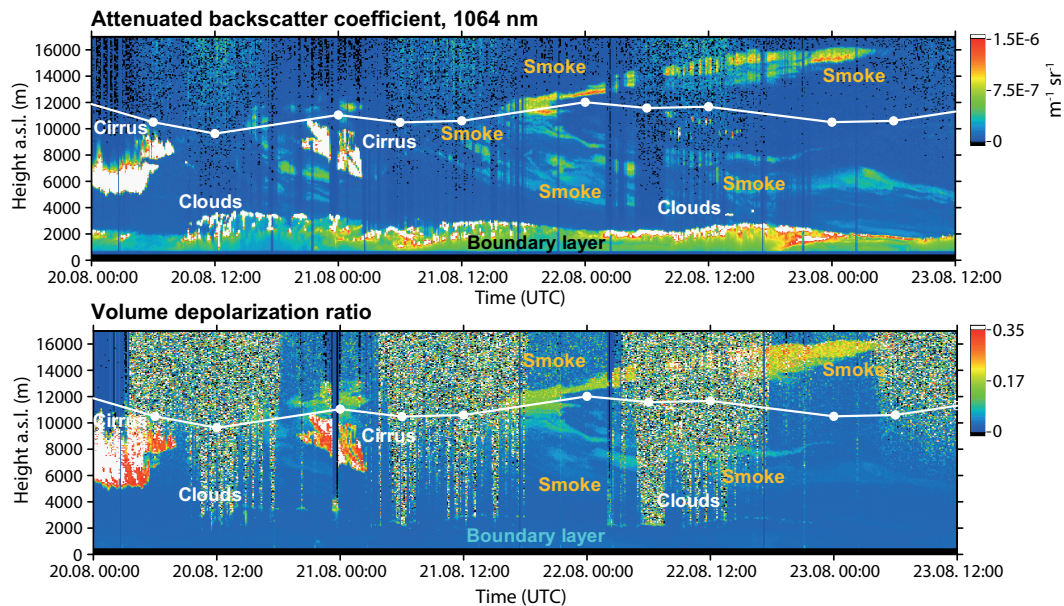 Attenuated backscatter coefficient, 1064 nm
16000
14000
12000
10000
8000
6000
4000
2000
0
Height a.s.l. (m)
Smoke
Smoke
Cirrus
Smoke
Cirrus
Smoke
Smoke
Clouds
Clouds
Boundary layer
1.5E-6
7.5E-7
0
m⁻¹ sr⁻¹
20.08. 00:00 20.08. 12:00 21.08. 00:00 21.08. 12:00 22.08. 00:00 22.08. 12:00 23.08. 00:00 23.08. 12:00
Time (UTC)
Volume depolarization ratio
16000
14000
12000
10000
8000
6000
4000
2000
0
Height a.s.l. (m)
Smoke
Smoke
Cirrus
Cirrus
Smoke
Smoke
Clouds
Clouds
Boundary layer
0.35
0.17
0
20.08. 00:00 20.08. 12:00 21.08. 00:00 21.08. 12:00 22.08. 00:00 22.08. 12:00 23.08. 00:00 23.08. 12:00
Time (UTC)